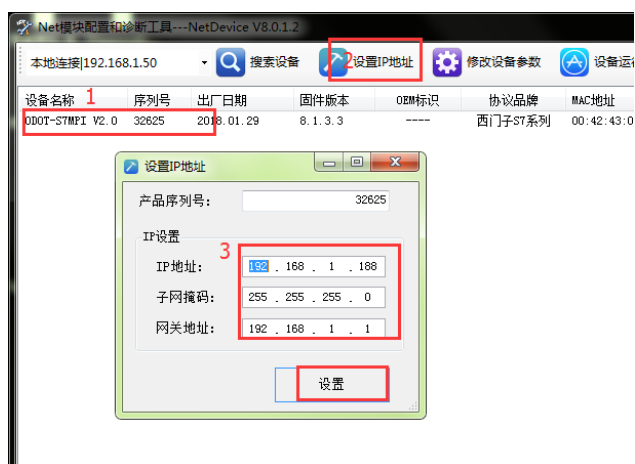 Net模块配置和诊断工具---NetDevice V8.0.1.2
本地连接|192.168.1.50 搜索设备 2 设置IP地址 修改设备参数 设备运
设备名称 1 序列号 出厂日期 固件版本 OEM标识 协议品牌 MAC地址
ODOT-S7MPI V2.0 32625 2018.01.29 8.1.3.3 ---- 西门子S7系列 00:42:43:0
设置IP地址
产品序列号: 32625
IP设置
3
IP地址: 192 . 168 . 1 . 188
子网掩码: 255 . 255 . 255 . 0
网关地址: 192 . 168 . 1 . 1
设置